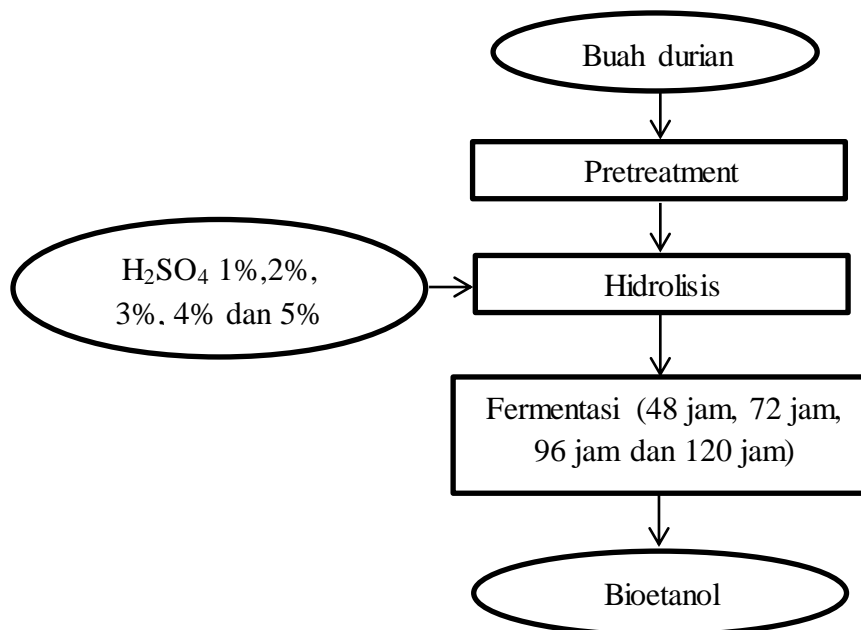 Buah durian
Pretreatment
H₂SO₄ 1%,2%,
3%, 4% dan 5%
Hidrolisis
Fermentasi (48 jam, 72 jam,
96 jam dan 120 jam)
Bioetanol